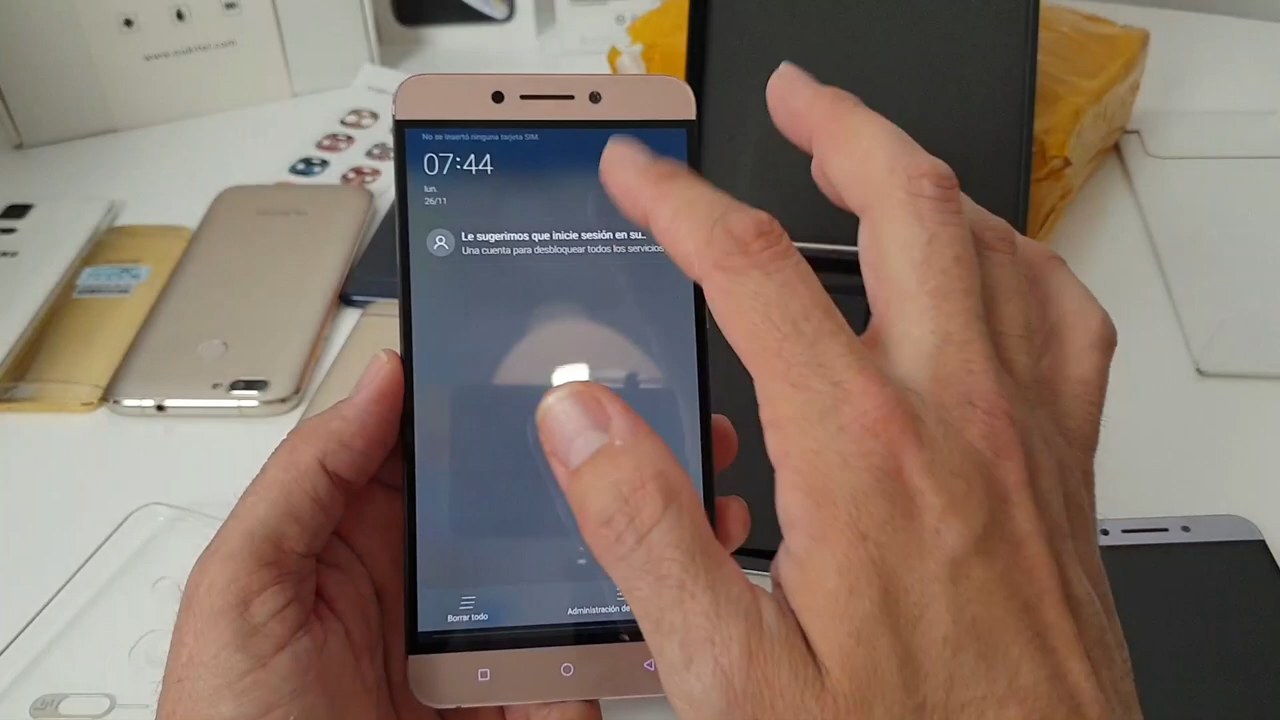 www.oukitel.com
No se insertó ninguna tarjeta SIM.
07:44
lun.
26/11
Le sugerimos que inicie sesión en su..
Una cuenta para desbloquear todos los servicios
Borrar todo
Administración de